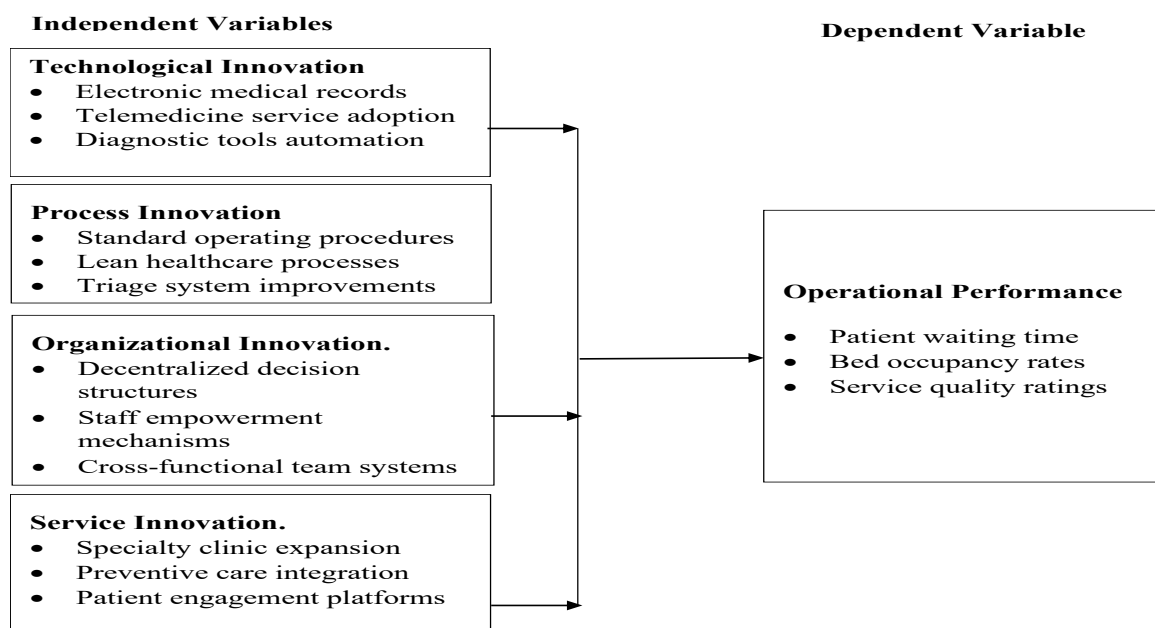 Independent Variables
Technological Innovation
• Electronic medical records
• Telemedicine service adoption
• Diagnostic tools automation
Process Innovation
• Standard operating procedures
• Lean healthcare processes
• Triage system improvements
Organizational Innovation.
• Decentralized decision
structures
• Staff empowerment
mechanisms
• Cross-functional team systems
Service Innovation.
• Specialty clinic expansion
• Preventive care integration
• Patient engagement platforms
Dependent Variable
Operational Performance
• Patient waiting time
• Bed occupancy rates
• Service quality ratings